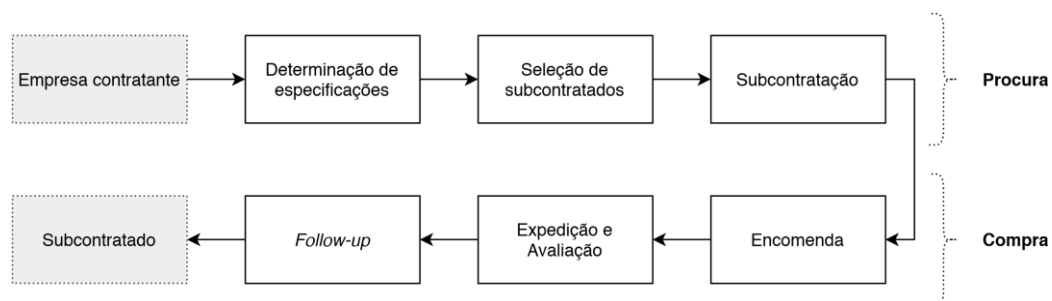 Empresa contratante
Determinação de
especificações
Seleção de
subcontratados
Subcontratação
Procura
Subcontratado
Follow-up
Expedição e
Avaliação
Encomenda
Compra